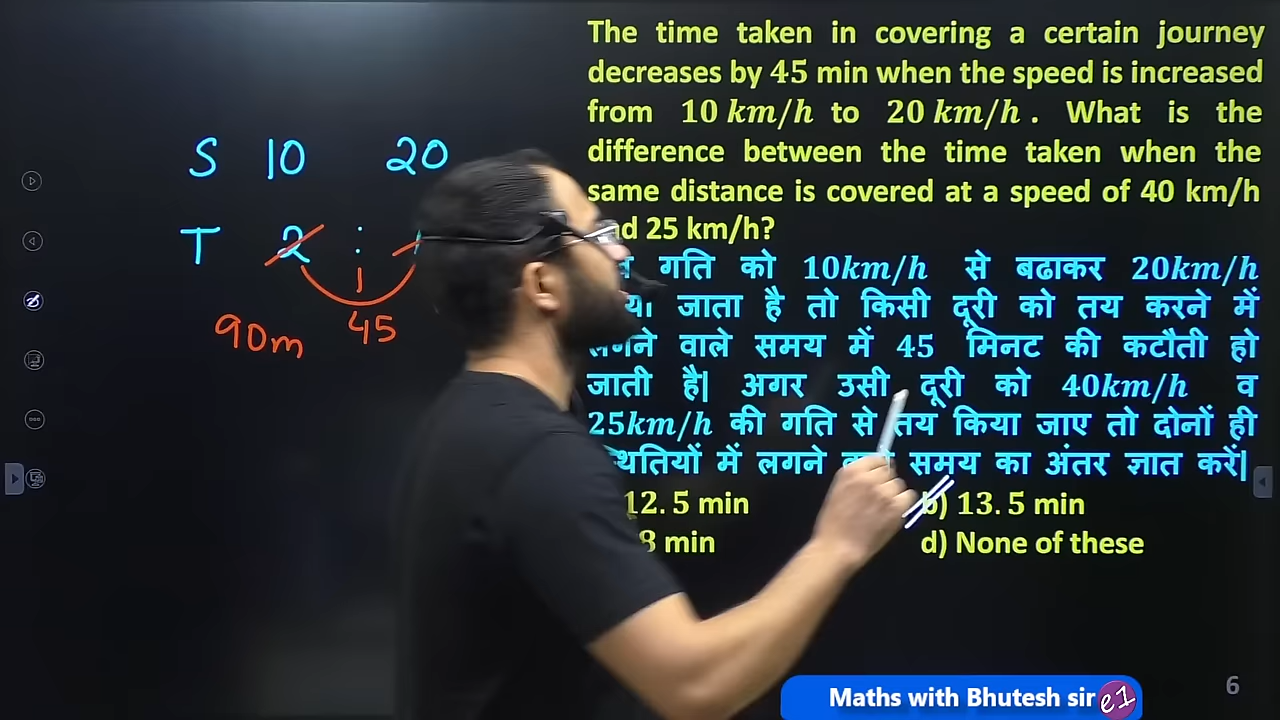 The time taken in covering a certain journey
decreases by 45 min when the speed is increased
from 10 km/h to 20 km/h. What is the
difference between the time taken when the
same distance is covered at a speed of 40 km/h
25 km/h?
गति को 10km/h से बढाकर 20km/h
जाता है तो किसी दूरी को तय करने में
वाले समय में 45 मिनट की कटौती हो
जाती है| अगर उसी दूरी को 40km/h व
25km/h की गति से तय किया जाए तो दोनों ही
में लगने समय का अंतर ज्ञात करें|
12.5 min b) 13.5 min
8 min d) None of these
S 10 20
T 2 : 1
1
90m 45
Maths with Bhutesh sir e1
6